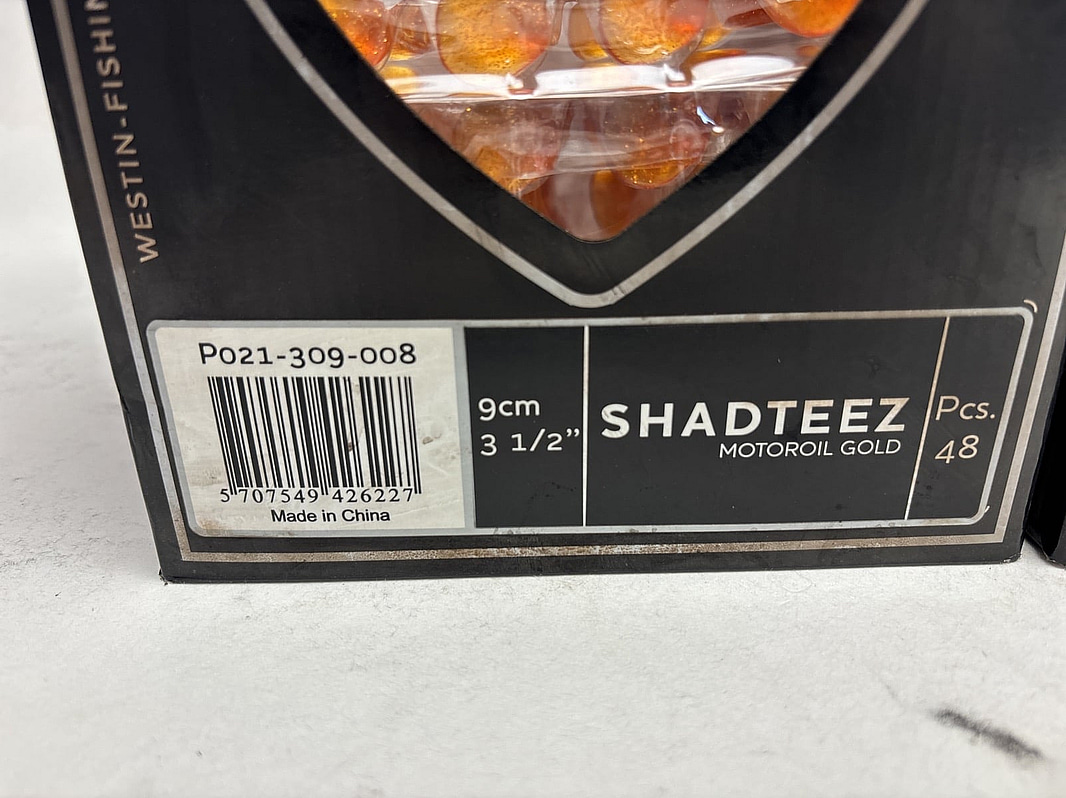 WESTIN-FISHIN
P021-309-008
5 707549 426227
Made in China
9cm
3 1/2”
SHADTEEZ
MOTOROIL GOLD
Pcs.
48